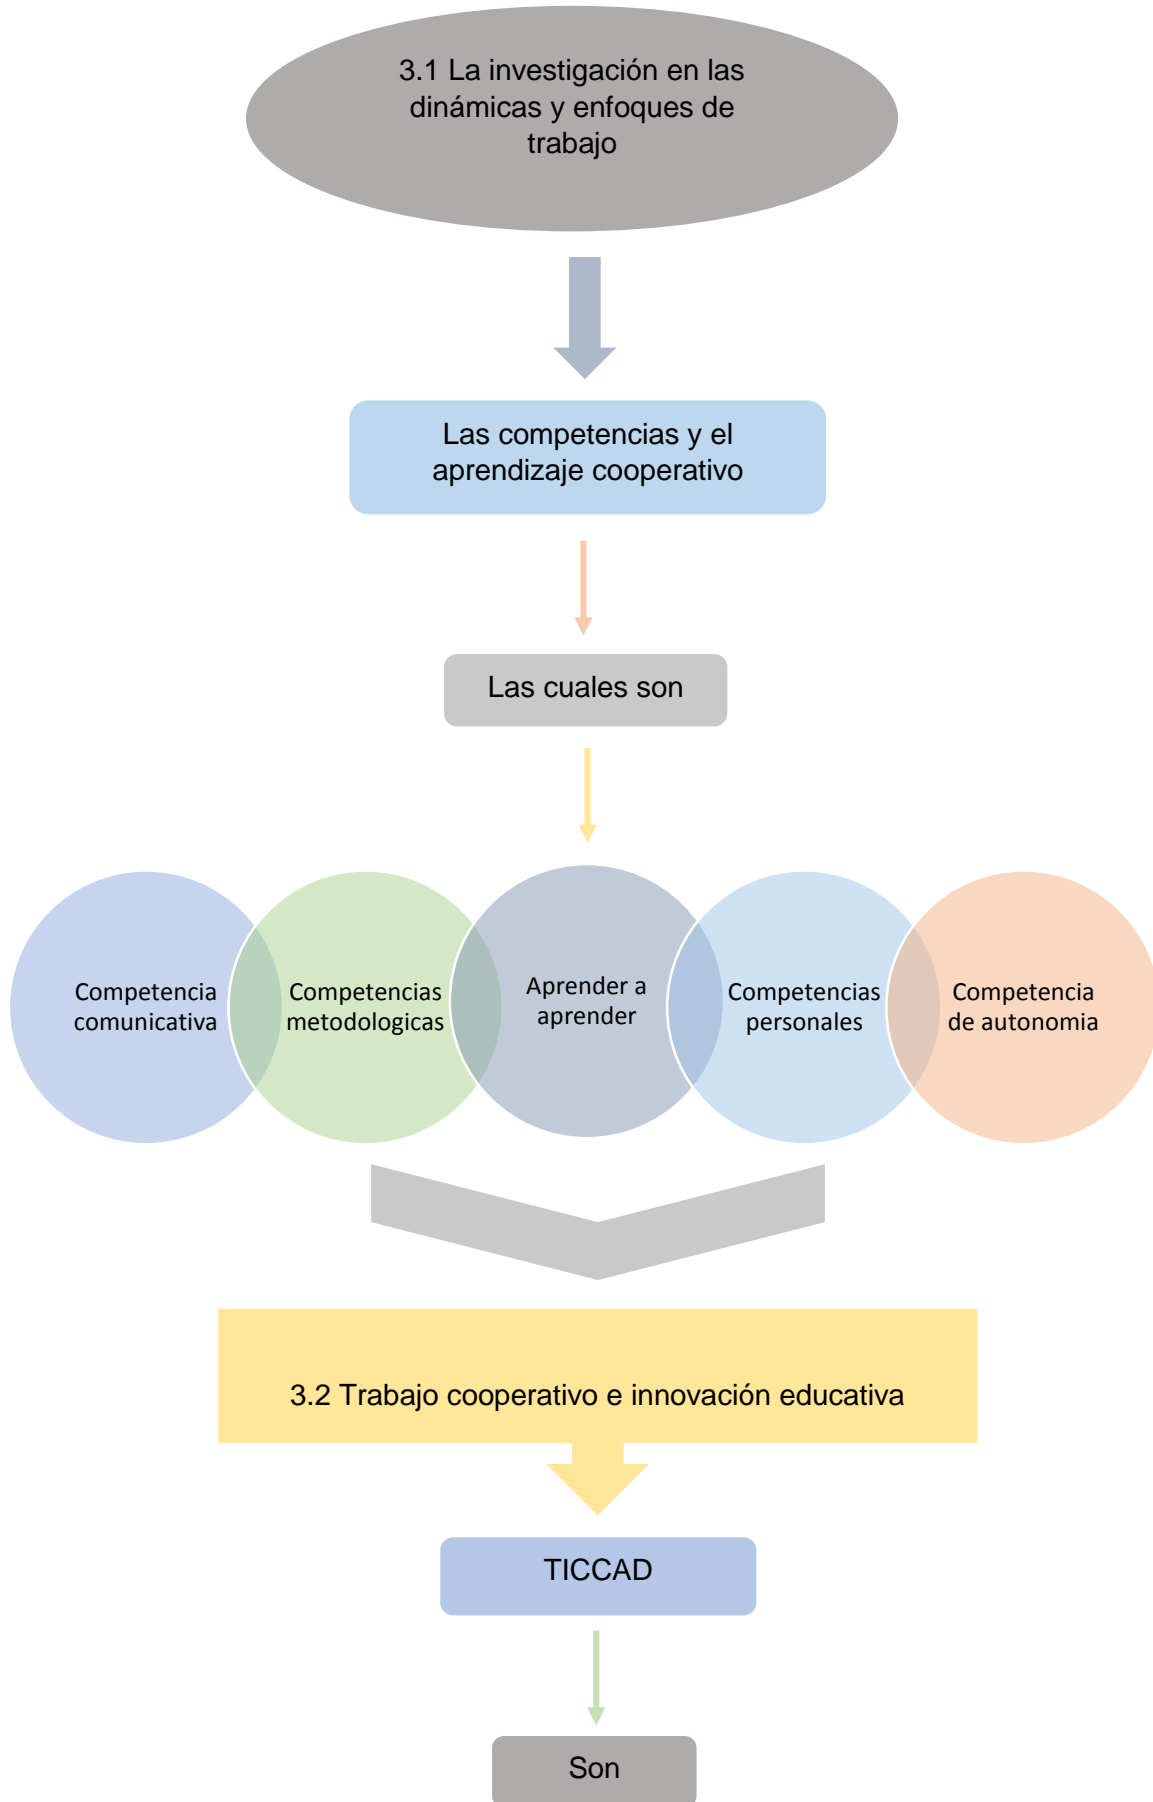 3.1 La investigación en las
dinámicas y enfoques de
trabajo
Las competencias y el
aprendizaje cooperativo
Las cuales son
Competencia
comunicativa
Competencias
metodologicas
Aprender a
aprender
Competencias
personales
Competencia
de autonomia
3.2 Trabajo cooperativo e innovación educativa
TICCAD
Son